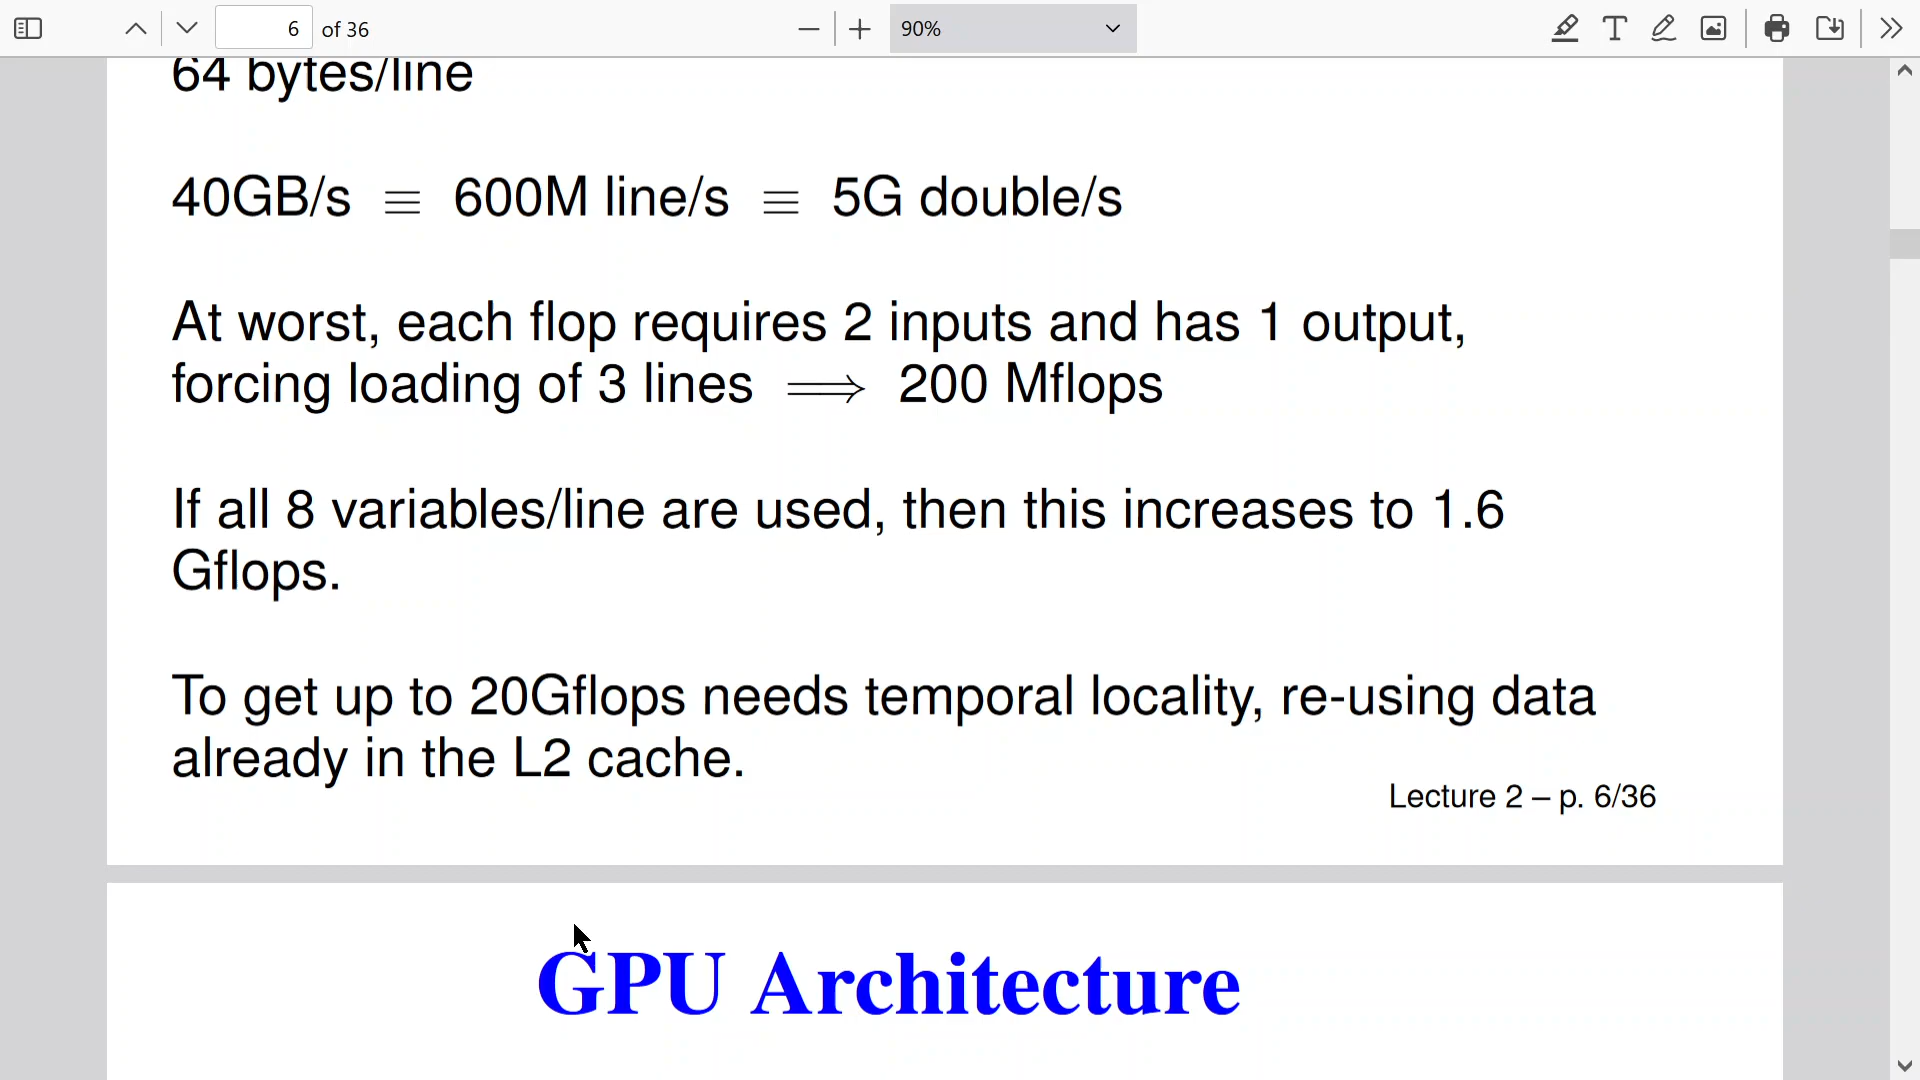 6 of 36 90%
64 bytes/line
40GB/s ≡ 600M line/s ≡ 5G double/s
At worst, each flop requires 2 inputs and has 1 output,
forcing loading of 3 lines ⟹ 200 Mflops
If all 8 variables/line are used, then this increases to 1.6
Gflops.
To get up to 20Gflops needs temporal locality, re-using data
already in the L2 cache.
Lecture 2 – p. 6/36
GPU Architecture